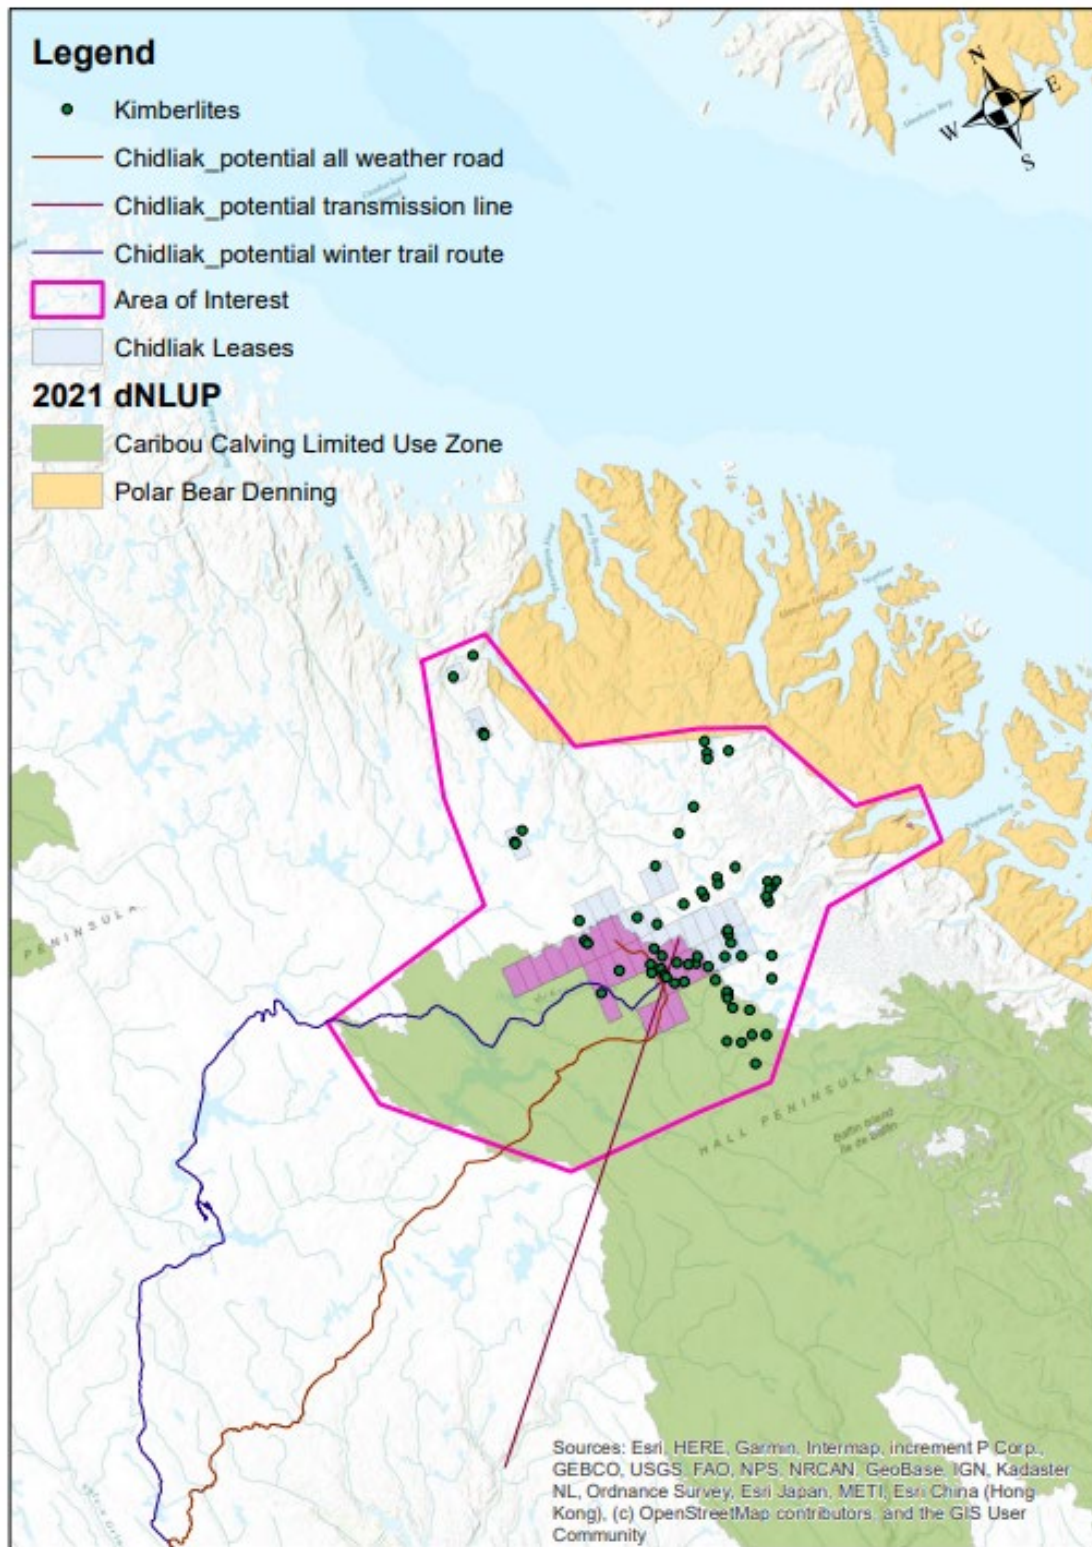 Legend
Kimberlites
Chidliak_potential all weather road
Chidliak_potential transmission line
Chidliak_potential winter trail route
Area of Interest
Chidliak Leases
2021 dNLUP
Caribou Calving Limited Use Zone
Polar Bear Denning
N
E
W
S
PENINSULA
HALL PENINSULA
Baffin Island
Île de Baffin
Sources: Esri, HERE, Garmin, Intermap, increment P Corp.,
GEBCO, USGS, FAO, NPS, NRCAN, GeoBase, IGN, Kadaster
NL, Ordnance Survey, Esri Japan, METI, Esri China (Hong
Kong), (c) OpenStreetMap contributors, and the GIS User
Community